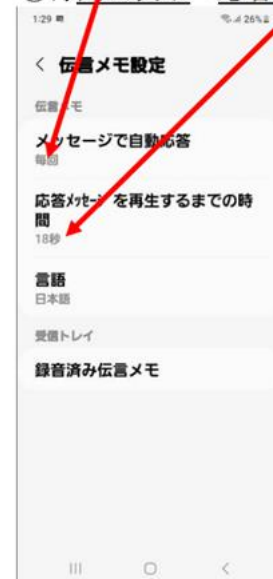 1:29
26%
< 伝言メモ設定
伝言メモ
メッセージで自動応答
毎回
応答ﾒｯｾｰｼﾞを再生するまでの時
間
18秒
言語
日本語
受信トレイ
録音済み伝言メモ